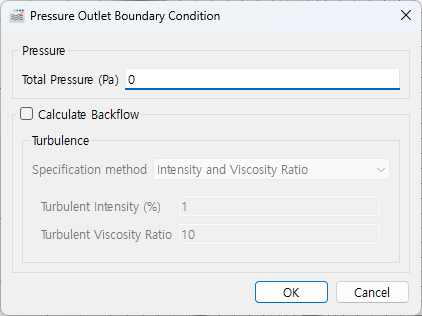 Pressure Outlet Boundary Condition
Pressure
Total Pressure (Pa) 0
Calculate Backflow
Turbulence
Specification method Intensity and Viscosity Ratio
Turbulent Intensity (%) 1
Turbulent Viscosity Ratio 10
OK Cancel